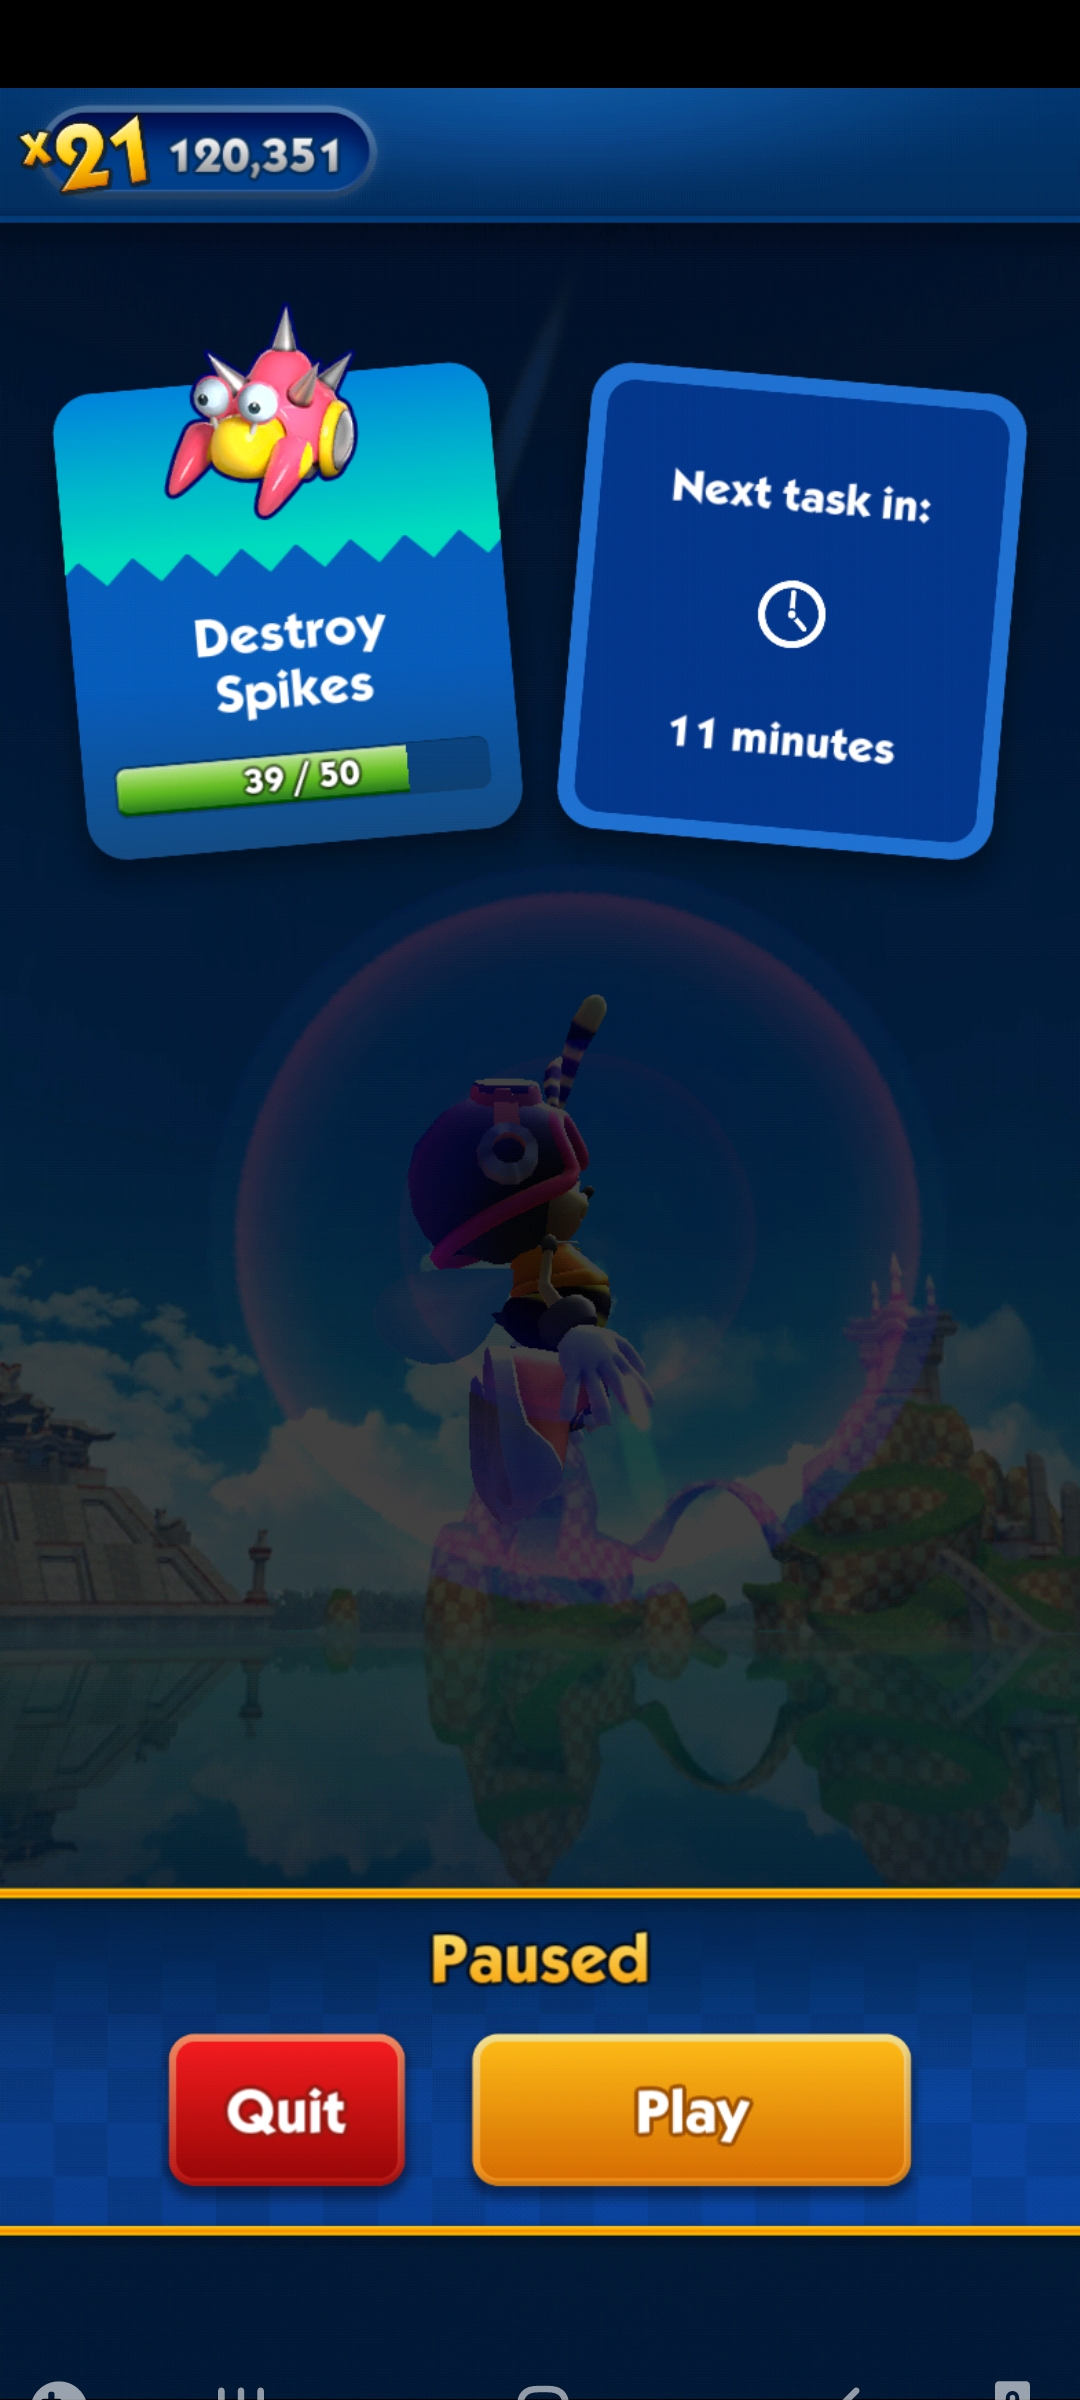 x21 120,351
Destroy
Spikes
39 / 50
Next task in:
11 minutes
Paused
Quit
Play